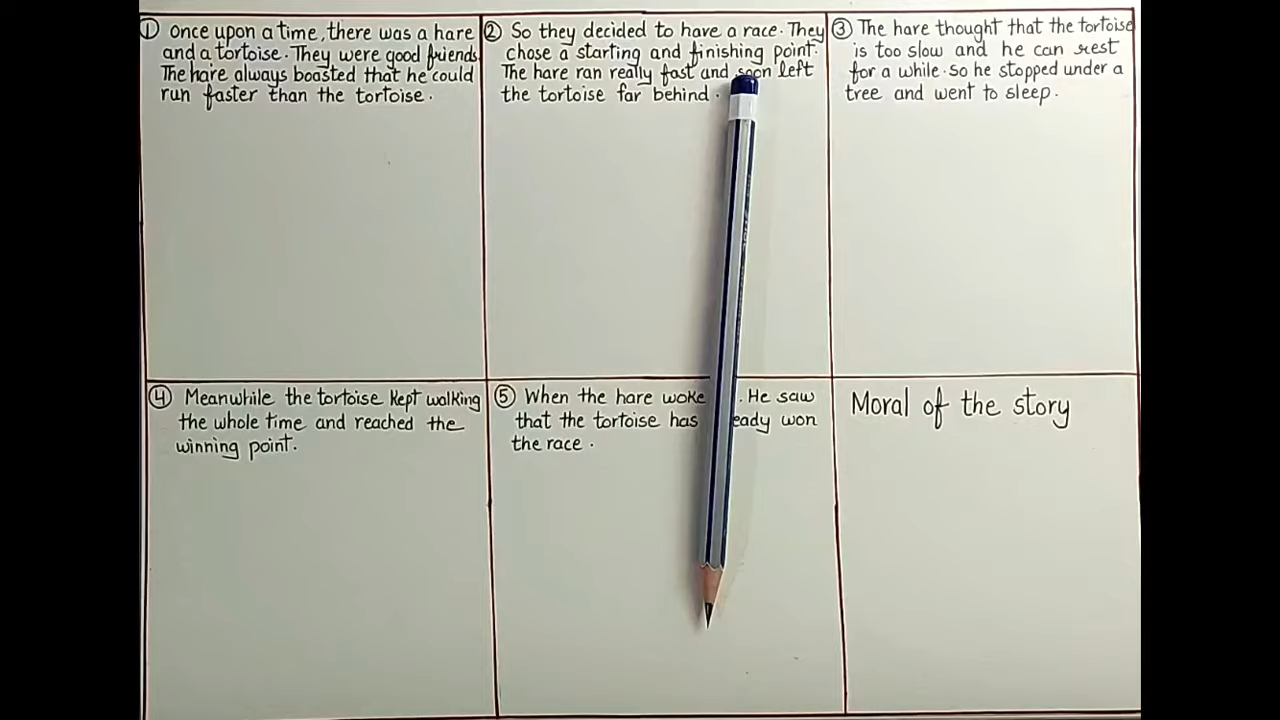 ① Once upon a time, there was a hare
and a tortoise. They were good friends.
The hare always boasted that he could
run faster than the tortoise.
② So they decided to have a race. They
chose a starting and finishing point.
The hare ran really fast and soon left
the tortoise far behind.
③ The hare thought that the tortoise
is too slow and he can rest
for a while. So he stopped under a
tree and went to sleep.
④ Meanwhile the tortoise kept walking
the whole time and reached the
winning point.
⑤ When the hare woke . He saw
that the tortoise has eady won
the race.
Moral of the story